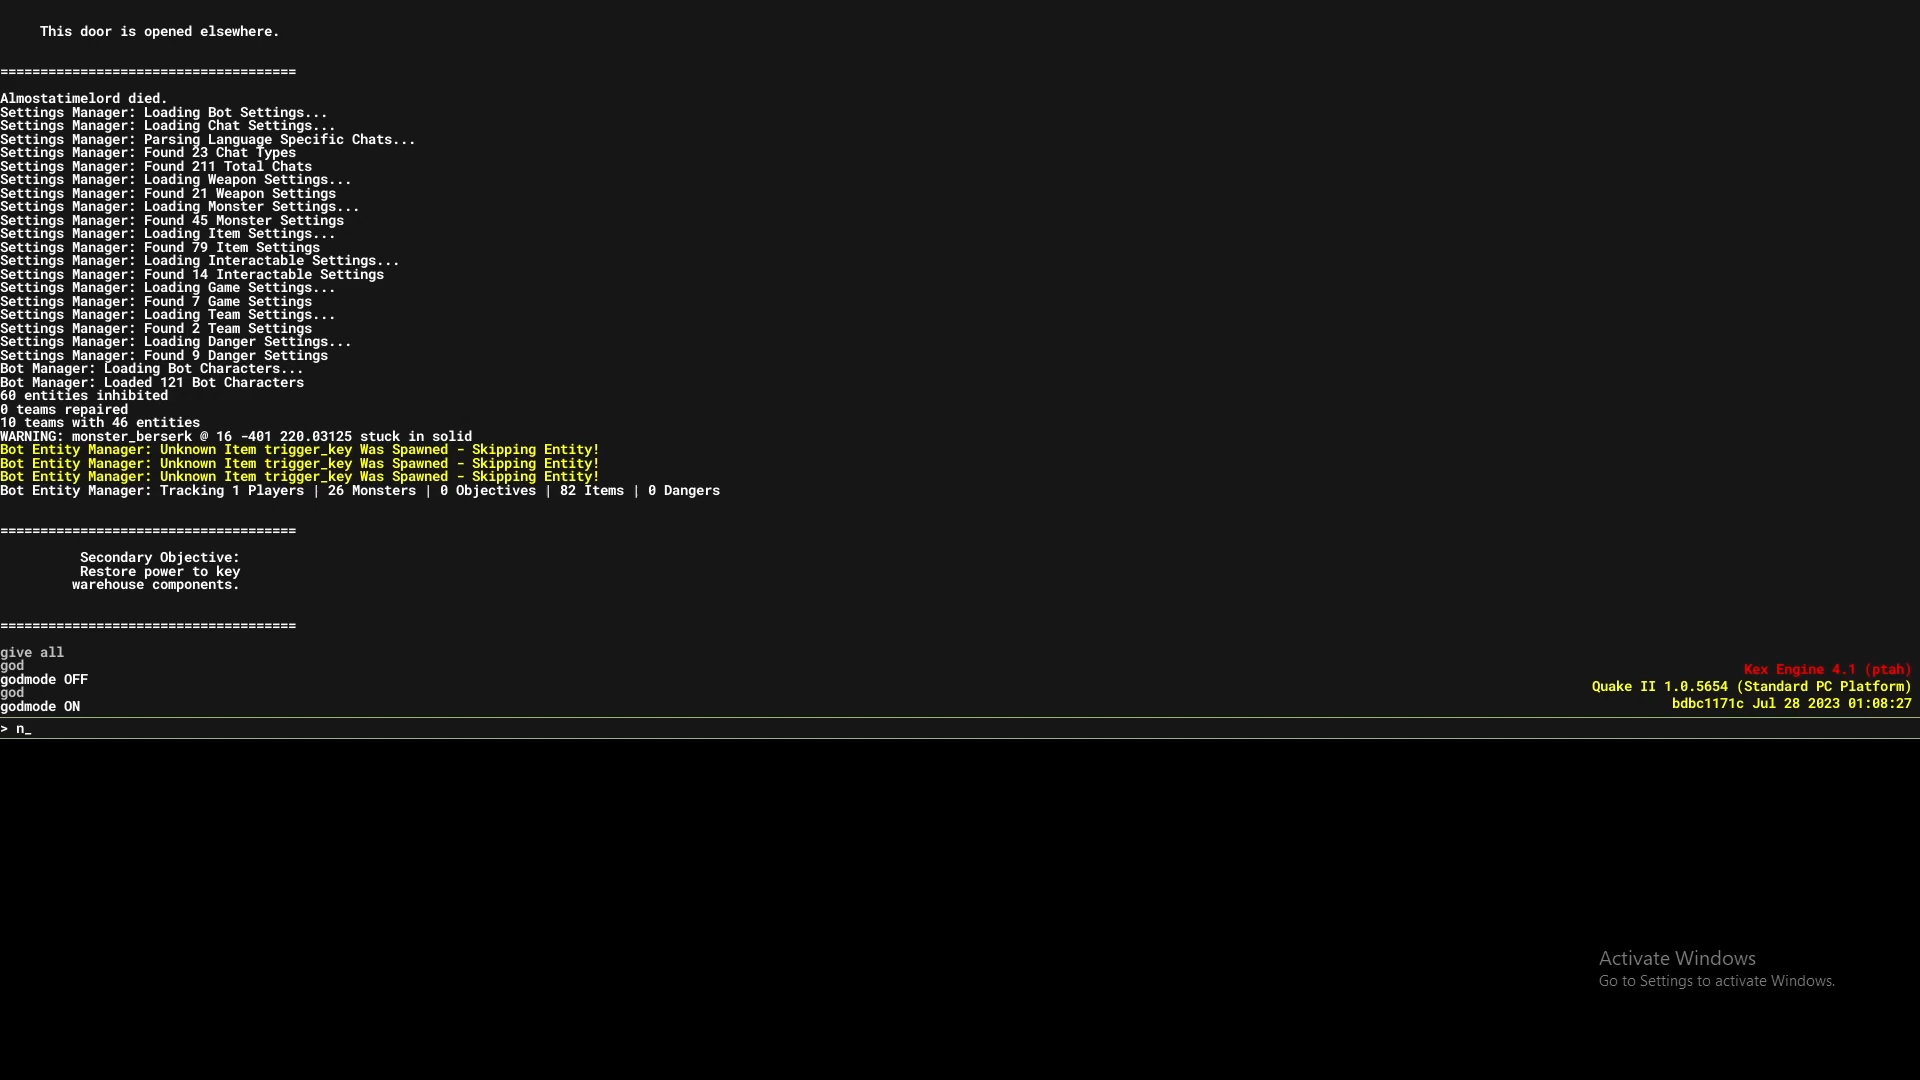 This door is opened elsewhere.
=====================================
Almostatimelord died.
Settings Manager: Loading Bot Settings...
Settings Manager: Loading Chat Settings...
Settings Manager: Parsing Language Specific Chats...
Settings Manager: Found 23 Chat Types
Settings Manager: Found 211 Total Chats
Settings Manager: Loading Weapon Settings...
Settings Manager: Found 21 Weapon Settings
Settings Manager: Loading Monster Settings...
Settings Manager: Found 45 Monster Settings
Settings Manager: Loading Item Settings...
Settings Manager: Found 79 Item Settings
Settings Manager: Loading Interactable Settings...
Settings Manager: Found 14 Interactable Settings
Settings Manager: Loading Game Settings...
Settings Manager: Found 7 Game Settings
Settings Manager: Loading Team Settings...
Settings Manager: Found 2 Team Settings
Settings Manager: Loading Danger Settings...
Settings Manager: Found 9 Danger Settings
Bot Manager: Loading Bot Characters...
Bot Manager: Loaded 121 Bot Characters
60 entities inhibited
0 teams repaired
10 teams with 46 entities
WARNING: monster_berserk @ 16 -401 220.03125 stuck in solid
Bot Entity Manager: Unknown Item trigger_key Was Spawned - Skipping Entity!
Bot Entity Manager: Unknown Item trigger_key Was Spawned - Skipping Entity!
Bot Entity Manager: Unknown Item trigger_key Was Spawned - Skipping Entity!
Bot Entity Manager: Tracking 1 Players | 26 Monsters | 0 Objectives | 82 Items | 0 Dangers
=====================================
Secondary Objective:
Restore power to key
warehouse components.
=====================================
give all
god
godmode OFF
god
godmode ON
> n_
Kex Engine 4.1 (ptah)
Quake II 1.0.5654 (Standard PC Platform)
bdbc1171c Jul 28 2023 01:08:27
Activate Windows
Go to Settings to activate Windows.